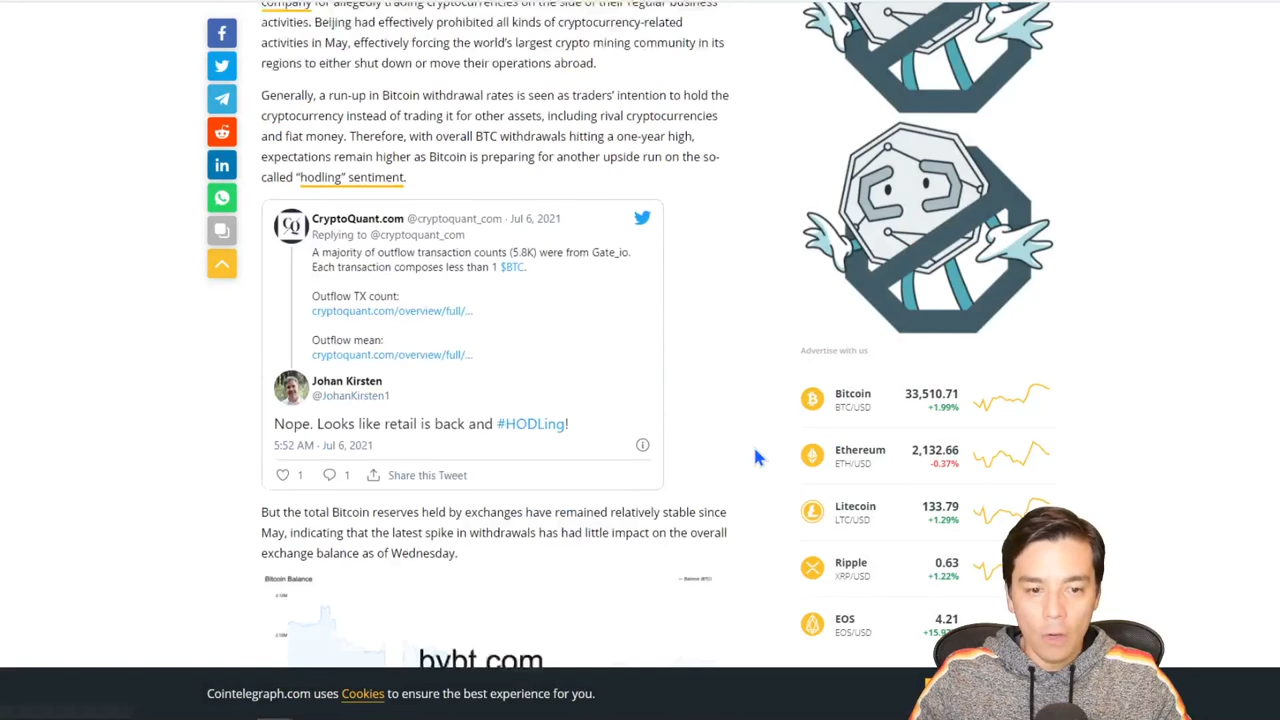 company for allegedly trading cryptocurrencies on the side of their regular business
activities. Beijing had effectively prohibited all kinds of cryptocurrency-related
activities in May, effectively forcing the world's largest crypto mining community in its
regions to either shut down or move their operations abroad.
Generally, a run-up in Bitcoin withdrawal rates is seen as traders' intention to hold the
cryptocurrency instead of trading it for other assets, including rival cryptocurrencies
and fiat money. Therefore, with overall BTC withdrawals hitting a one-year high,
expectations remain higher as Bitcoin is preparing for another upside run on the so-
called “hodling” sentiment.
CryptoQuant.com @cryptoquant_com · Jul 6, 2021
Replying to @cryptoquant_com
A majority of outflow transaction counts (5.8K) were from Gate_io.
Each transaction composes less than 1 $BTC.
Outflow TX count:
cryptoquant.com/overview/full/...
Outflow mean:
cryptoquant.com/overview/full/...
Johan Kirsten
@JohanKirsten1
Nope. Looks like retail is back and #HODLing!
5:52 AM · Jul 6, 2021
1 1 Share this Tweet
But the total Bitcoin reserves held by exchanges have remained relatively stable since
May, indicating that the latest spike in withdrawals has had little impact on the overall
exchange balance as of Wednesday.
Bitcoin Balance
bybt.com
Advertise with us
Bitcoin 33,510.71
BTC/USD +1.99%
Ethereum 2,132.66
ETH/USD -0.37%
Litecoin 133.79
LTC/USD +1.29%
Ripple 0.63
XRP/USD +1.22%
EOS 4.21
EOS/USD
Cointelegraph.com uses Cookies to ensure the best experience for you.